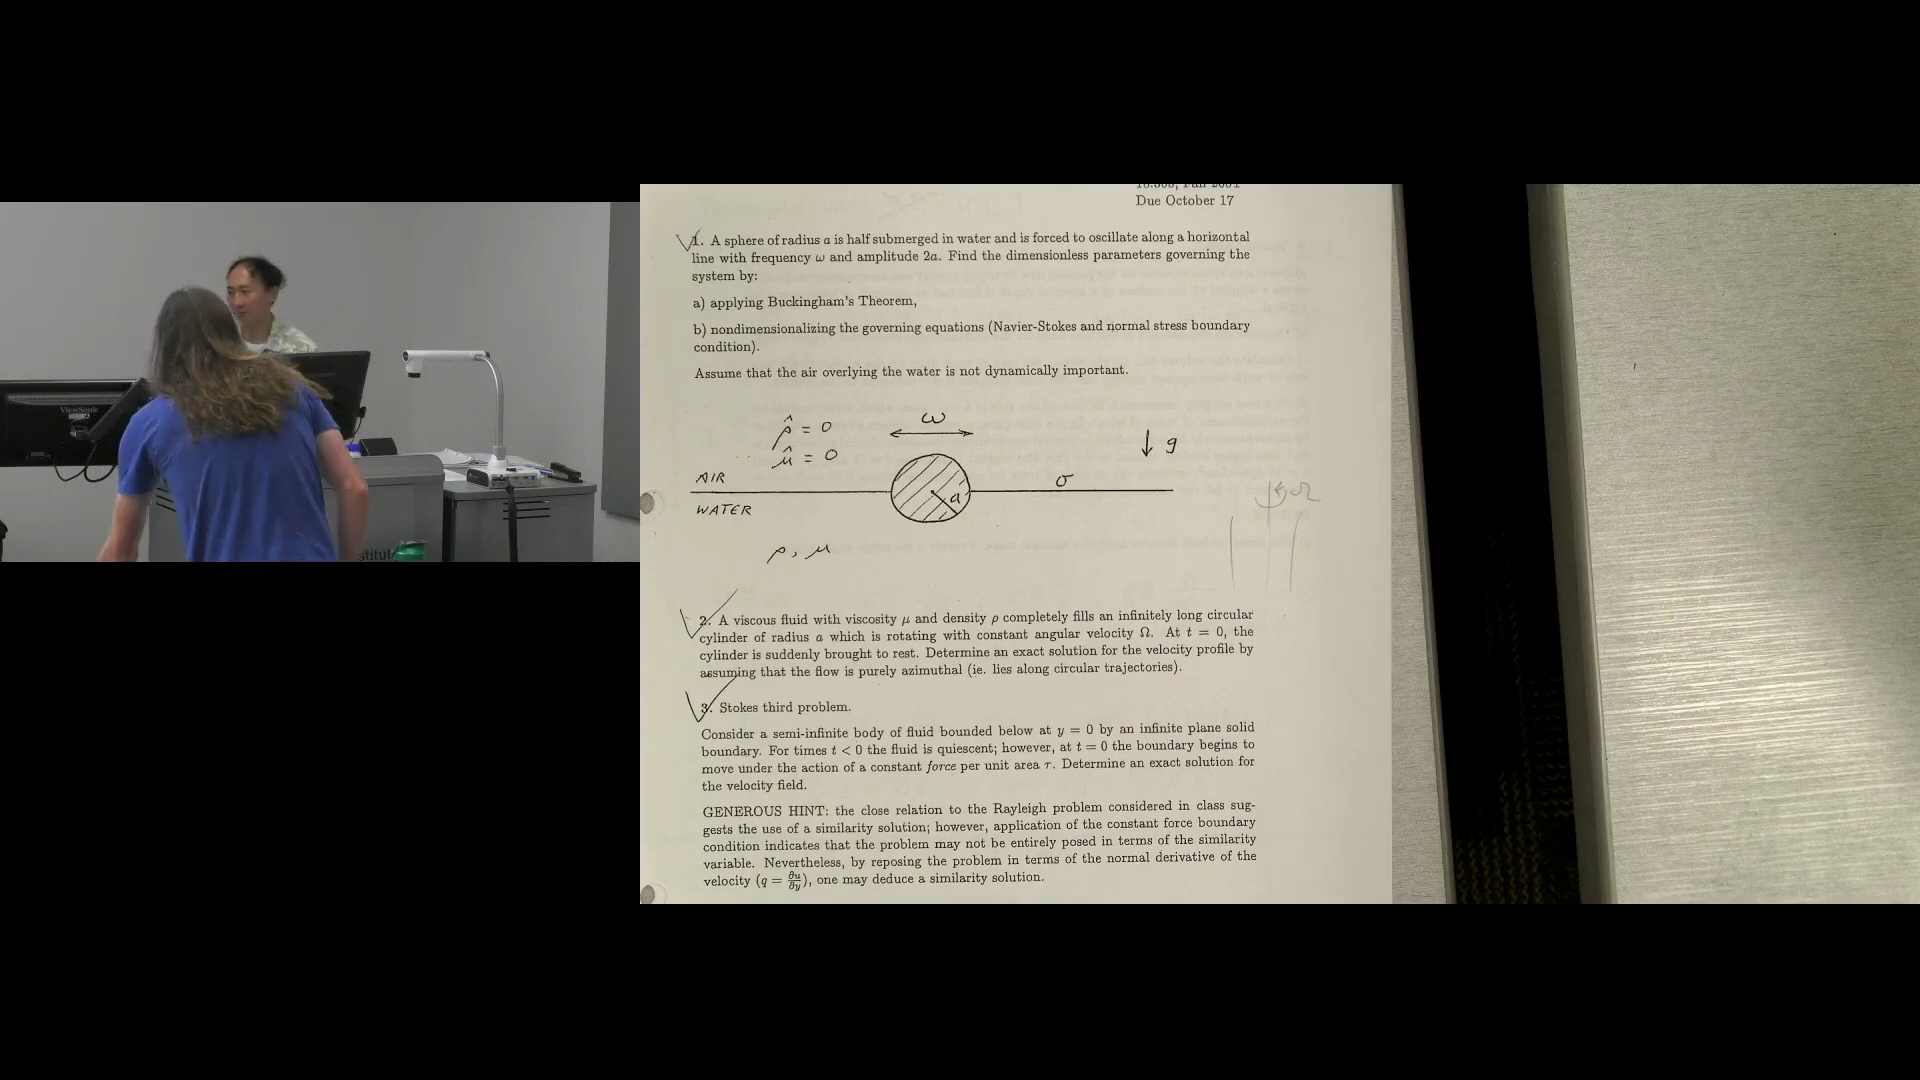 Due October 17
1. A sphere of radius a is half submerged in water and is forced to oscillate along a horizontal
line with frequency ω and amplitude 2a. Find the dimensionless parameters governing the
system by:
a) applying Buckingham's Theorem,
b) nondimensionalizing the governing equations (Navier-Stokes and normal stress boundary
condition).
Assume that the air overlying the water is not dynamically important.
ρ̂ = 0
μ̂ = 0
ω
↓ g
AIR
σ
a
WATER
ρ, μ
Ω
2. A viscous fluid with viscosity μ and density ρ completely fills an infinitely long circular
cylinder of radius a which is rotating with constant angular velocity Ω. At t = 0, the
cylinder is suddenly brought to rest. Determine an exact solution for the velocity profile by
assuming that the flow is purely azimuthal (ie. lies along circular trajectories).
3. Stokes third problem.
Consider a semi-infinite body of fluid bounded below at y = 0 by an infinite plane solid
boundary. For times t < 0 the fluid is quiescent; however, at t = 0 the boundary begins to
move under the action of a constant force per unit area τ. Determine an exact solution for
the velocity field.
GENEROUS HINT: the close relation to the Rayleigh problem considered in class sug-
gests the use of a similarity solution; however, application of the constant force boundary
condition indicates that the problem may not be entirely posed in terms of the similarity
variable. Nevertheless, by reposing the problem in terms of the normal derivative of the
velocity (q = ∂u/∂y), one may deduce a similarity solution.
ViewSonic
stitut